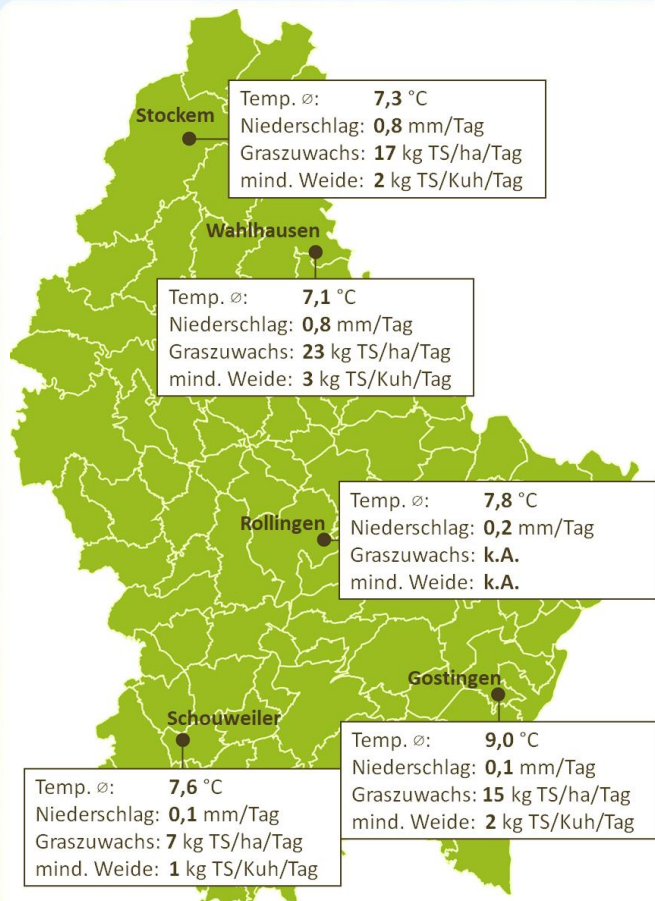 Stockem
Temp. ⌀: 7,3 °C
Niederschlag: 0,8 mm/Tag
Graszuwachs: 17 kg TS/ha/Tag
mind. Weide: 2 kg TS/Kuh/Tag
Wahlhausen
Temp. ⌀: 7,1 °C
Niederschlag: 0,8 mm/Tag
Graszuwachs: 23 kg TS/ha/Tag
mind. Weide: 3 kg TS/Kuh/Tag
Rollingen
Temp. ⌀: 7,8 °C
Niederschlag: 0,2 mm/Tag
Graszuwachs: k.A.
mind. Weide: k.A.
Gostingen
Temp. ⌀: 9,0 °C
Niederschlag: 0,1 mm/Tag
Graszuwachs: 15 kg TS/ha/Tag
mind. Weide: 2 kg TS/Kuh/Tag
Schouweiler
Temp. ⌀: 7,6 °C
Niederschlag: 0,1 mm/Tag
Graszuwachs: 7 kg TS/ha/Tag
mind. Weide: 1 kg TS/Kuh/Tag